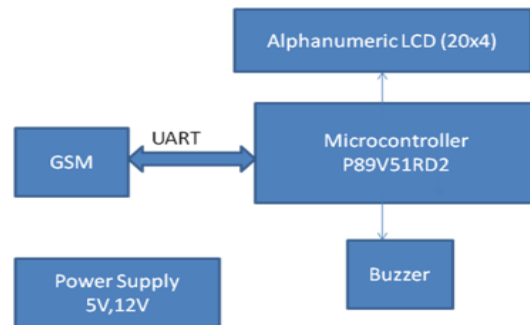 Alphanumeric LCD (20x4)
UART
GSM
Microcontroller
P89V51RD2
Power Supply
5V,12V
Buzzer